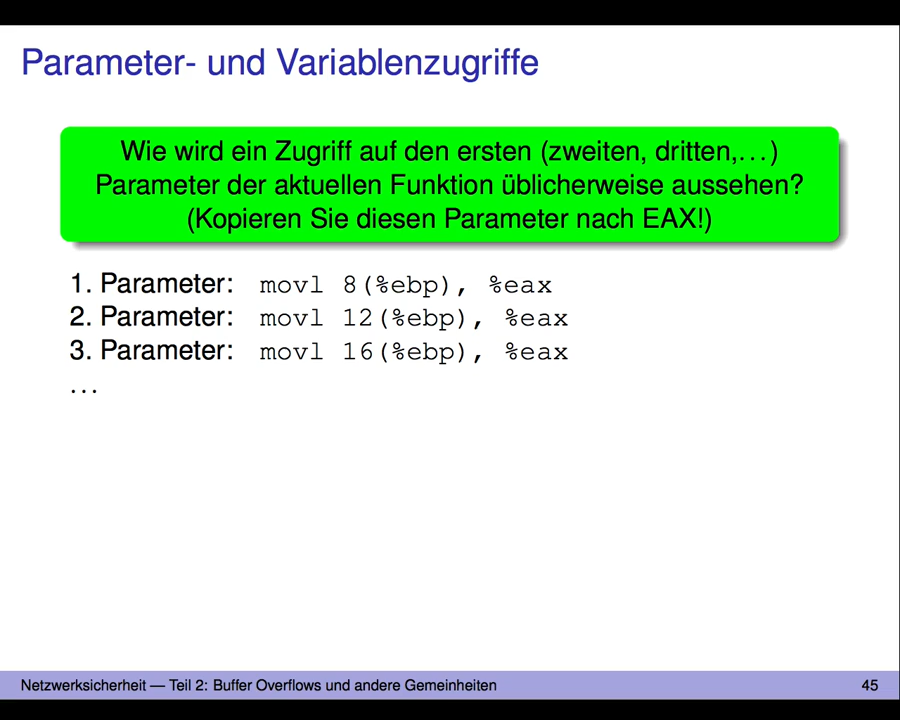 Parameter- und Variablenzugriffe
Wie wird ein Zugriff auf den ersten (zweiten, dritten,...)
Parameter der aktuellen Funktion üblicherweise aussehen?
(Kopieren Sie diesen Parameter nach EAX!)
1. Parameter: movl 8(%ebp), %eax
2. Parameter: movl 12(%ebp), %eax
3. Parameter: movl 16(%ebp), %eax
...
Netzwerksicherheit — Teil 2: Buffer Overflows und andere Gemeinheiten 45